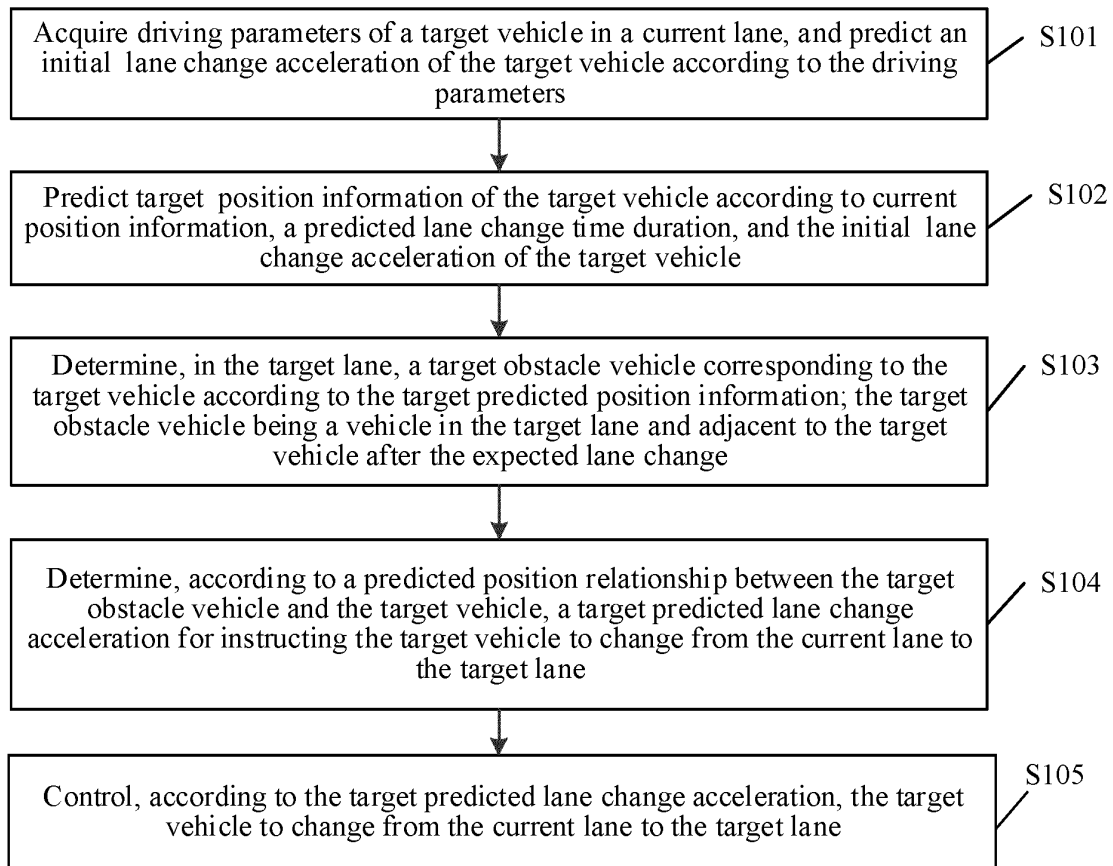 Acquire driving parameters of a target vehicle in a current lane, and predict an
initial lane change acceleration of the target vehicle according to the driving
parameters
S101
Predict target position information of the target vehicle according to current
position information, a predicted lane change time duration, and the initial lane
change acceleration of the target vehicle
S102
Determine, in the target lane, a target obstacle vehicle corresponding to the
target vehicle according to the target predicted position information; the target
obstacle vehicle being a vehicle in the target lane and adjacent to the target
vehicle after the expected lane change
S103
Determine, according to a predicted position relationship between the target
obstacle vehicle and the target vehicle, a target predicted lane change
acceleration for instructing the target vehicle to change from the current lane to
the target lane
S104
Control, according to the target predicted lane change acceleration, the target
vehicle to change from the current lane to the target lane
S105